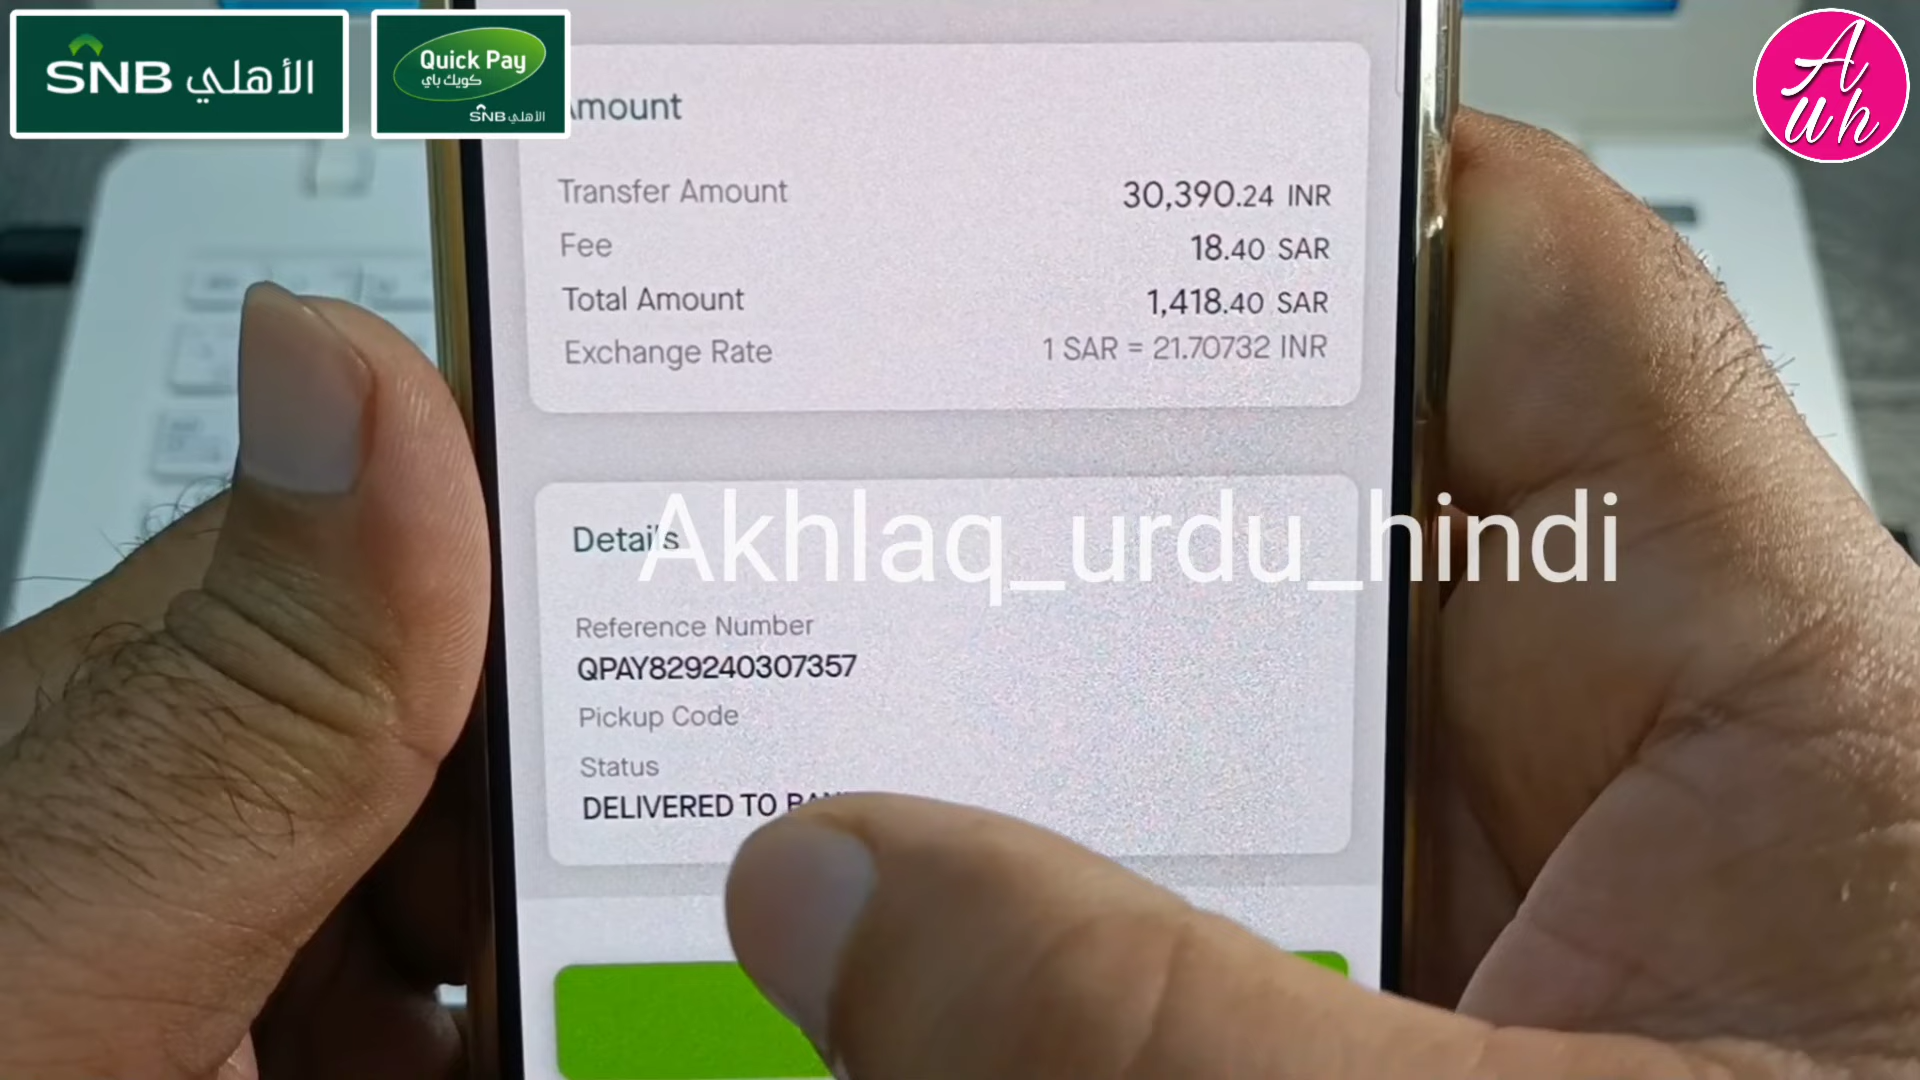 SNB الأهلي
Quick Pay
كويك باي
SNB الأهلي
A
uh
Amount
Transfer Amount 30,390.24 INR
Fee 18.40 SAR
Total Amount 1,418.40 SAR
Exchange Rate 1 SAR = 21.70732 INR
Akhlaq_urdu_hindi
Details
Reference Number
QPAY829240307357
Pickup Code
Status
DELIVERED TO